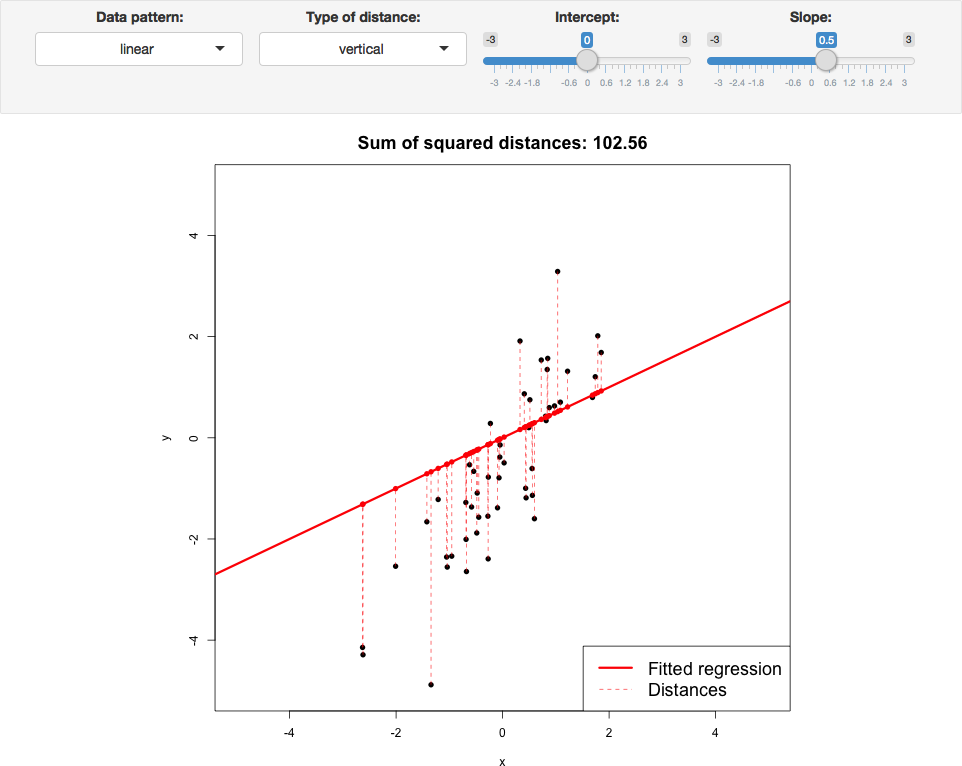 Data pattern: Type of distance: Intercept: Slope:
linear vertical -3 0 3 -3 0.5 3
-3 -2.4 -1.8 -0.6 0 0.6 1.2 1.8 2.4 3 -3 -2.4 -1.8 -0.6 0 0.6 1.2 1.8 2.4 3
Sum of squared distances: 102.56
4
2
y
0
-2
-4
Fitted regression
Distances
-4 -2 0 2 4
x